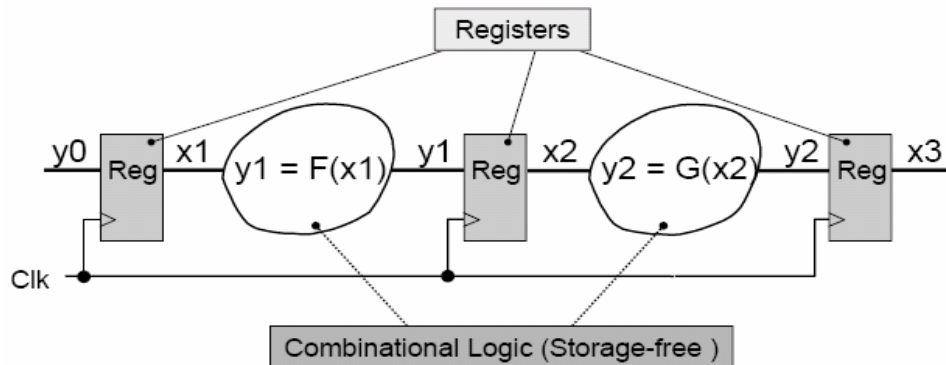 Registers
y0 Reg x1 y1 = F(x1) y1 Reg x2 y2 = G(x2 y2 Reg x3
Clk
Combinational Logic (Storage-free )